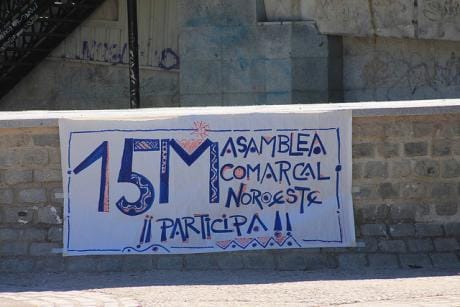 15M ASAMBLEA
COMARCAL
NOROESTE
¡¡PARTICIPA!!